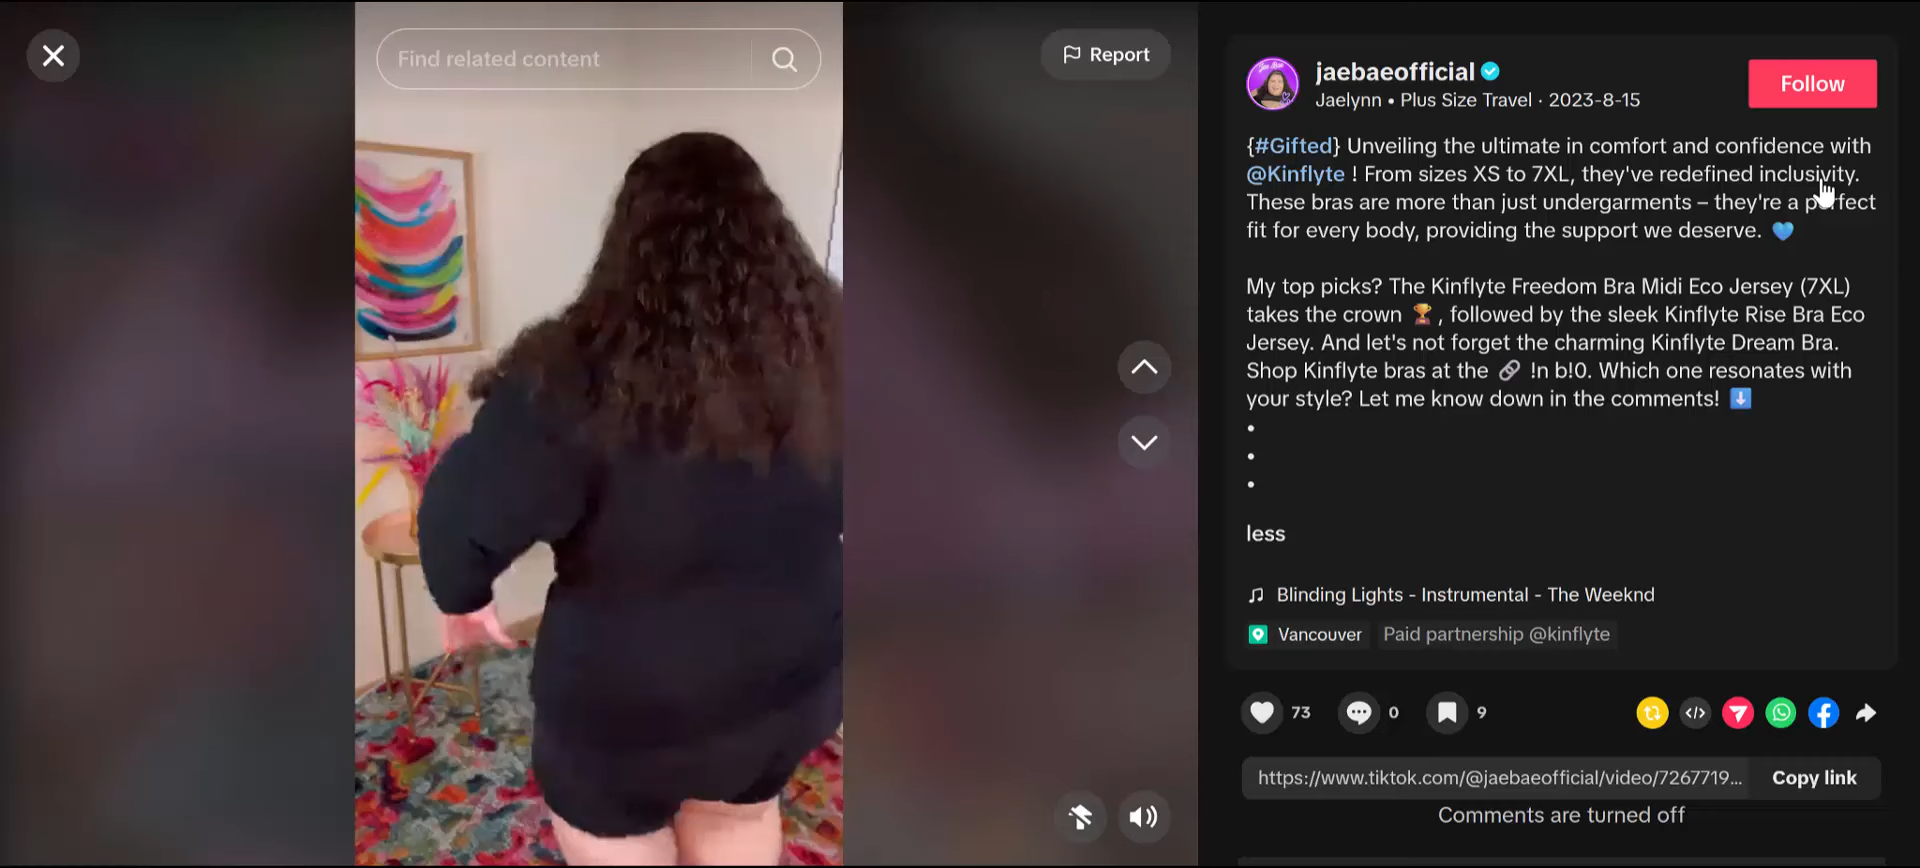 Find related content
Report
jaebaeofficial
Jaelynn • Plus Size Travel · 2023-8-15
Follow
{#Gifted} Unveiling the ultimate in comfort and confidence with
@Kinflyte ! From sizes XS to 7XL, they've redefined inclusivity.
These bras are more than just undergarments – they're a perfect
fit for every body, providing the support we deserve. 💙
My top picks? The Kinflyte Freedom Bra Midi Eco Jersey (7XL)
takes the crown 🏆, followed by the sleek Kinflyte Rise Bra Eco
Jersey. And let's not forget the charming Kinflyte Dream Bra.
Shop Kinflyte bras at the 🔗 !n b!0. Which one resonates with
your style? Let me know down in the comments! ⬇️
•
•
•
less
Blinding Lights - Instrumental - The Weeknd
Vancouver
Paid partnership @kinflyte
73
0
9
https://www.tiktok.com/@jaebaeofficial/video/7267719...
Copy link
Comments are turned off